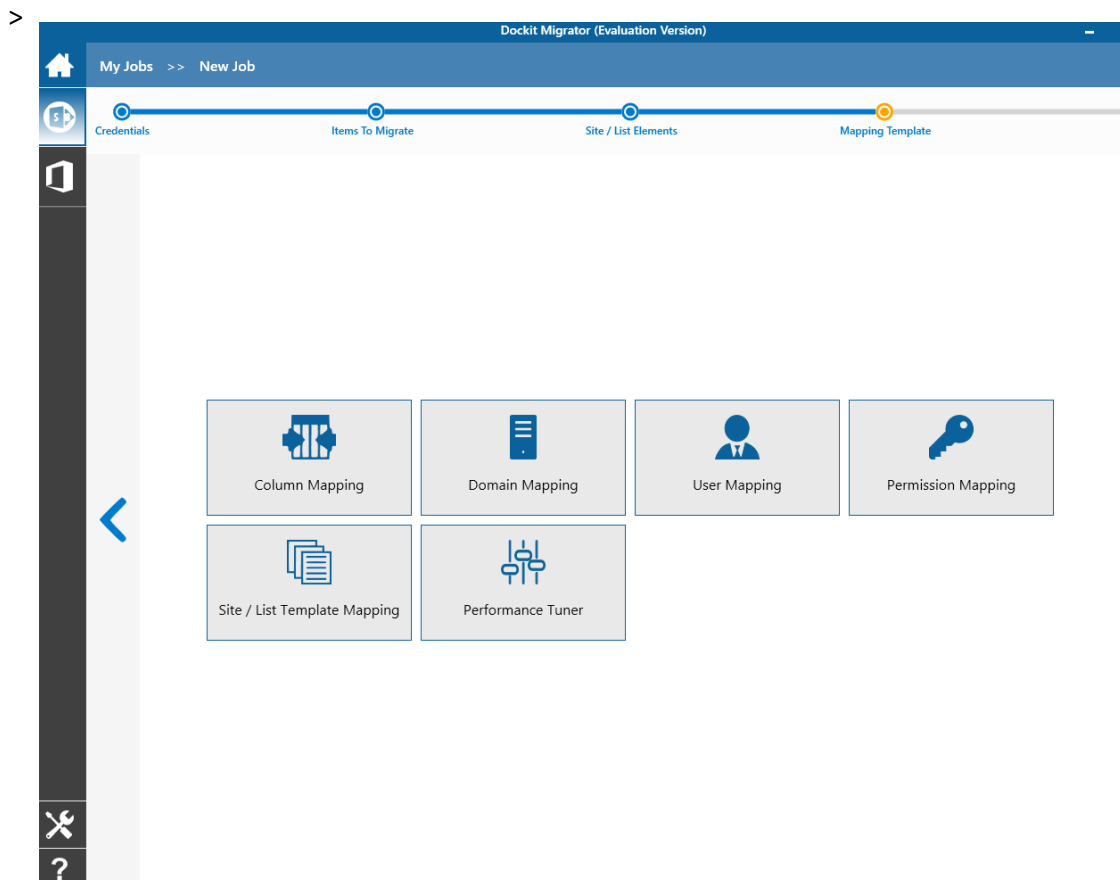 >
Dockit Migrator (Evaluation Version)
My Jobs >> New Job
S
Credentials
Items To Migrate
Site / List Elements
Mapping Template
Column Mapping
Domain Mapping
User Mapping
Permission Mapping
Site / List Template Mapping
Performance Tuner
?